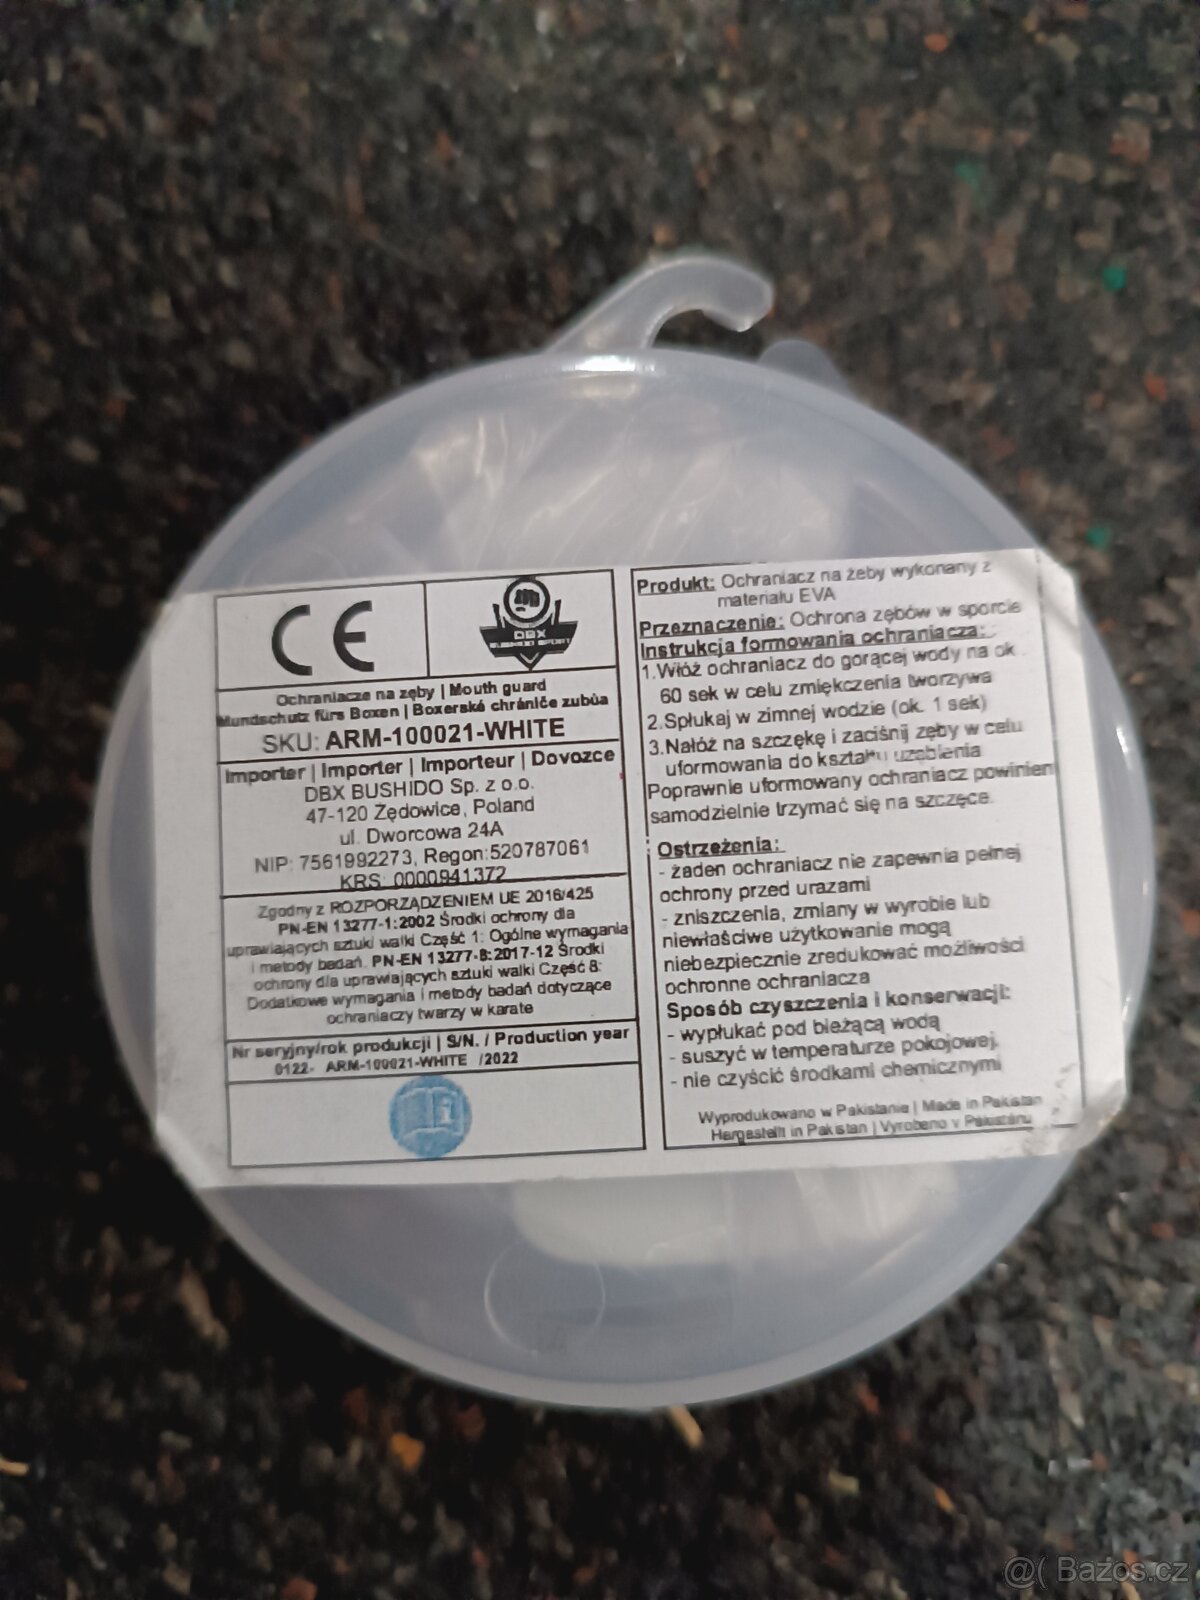 CE
DBX
BUSHIDO SPORT
Ochraniacze na zęby | Mouth guard
Mundschutz fürs Boxen | Boxerské chrániče zubůa
SKU: ARM-100021-WHITE
Importer | Importer | Importeur | Dovozce
DBX BUSHIDO Sp. z o.o.
47-120 Żędowice, Poland
ul. Dworcowa 24A
NIP: 7561992273, Regon:520787061
KRS: 0000941372
Zgodny z ROZPORZĄDZENIEM UE 2016/425
PN-EN 13277-1:2002 Środki ochrony dla
uprawiających sztuki walki Część 1: Ogólne wymagania
i metody badań. PN-EN 13277-8:2017-12 Środki
ochrony dla uprawiających sztuki walki Część 8:
Dodatkowe wymagania i metody badań dotyczące
ochraniaczy twarzy w karate
Nr seryjny/rok produkcji | S/N. / Production year
0122- ARM-100021-WHITE /2022
Produkt: Ochraniacz na żeby wykonany z
materiału EVA
Przeznaczenie: Ochrona zębów w sporcie
Instrukcja formowania ochraniacza:
1.Włóż ochraniacz do gorącej wody na ok.
60 sek w celu zmiękczenia tworzywa
2.Spłukaj w zimnej wodzie (ok. 1 sek)
3.Nałóż na szczękę i zaciśnij zęby w celu
uformowania do kształtu uzębienia
Poprawnie uformowany ochraniacz powinien
samodzielnie trzymać się na szczęce.
Ostrzeżenia:
- żaden ochraniacz nie zapewnia pełnej
ochrony przed urazami
- zniszczenia, zmiany w wyrobie lub
niewłaściwe użytkowanie mogą
niebezpiecznie zredukować możliwości
ochronne ochraniacza
Sposób czyszczenia i konserwacji:
- wypłukać pod bieżącą wodą
- suszyć w temperaturze pokojowej.
- nie czyścić środkami chemicznymi
Wyprodukowano w Pakistanie | Made in Pakistan
Hergestellt in Pakistan | Vyrobeno v Pákistánu
@( Bazos.cz